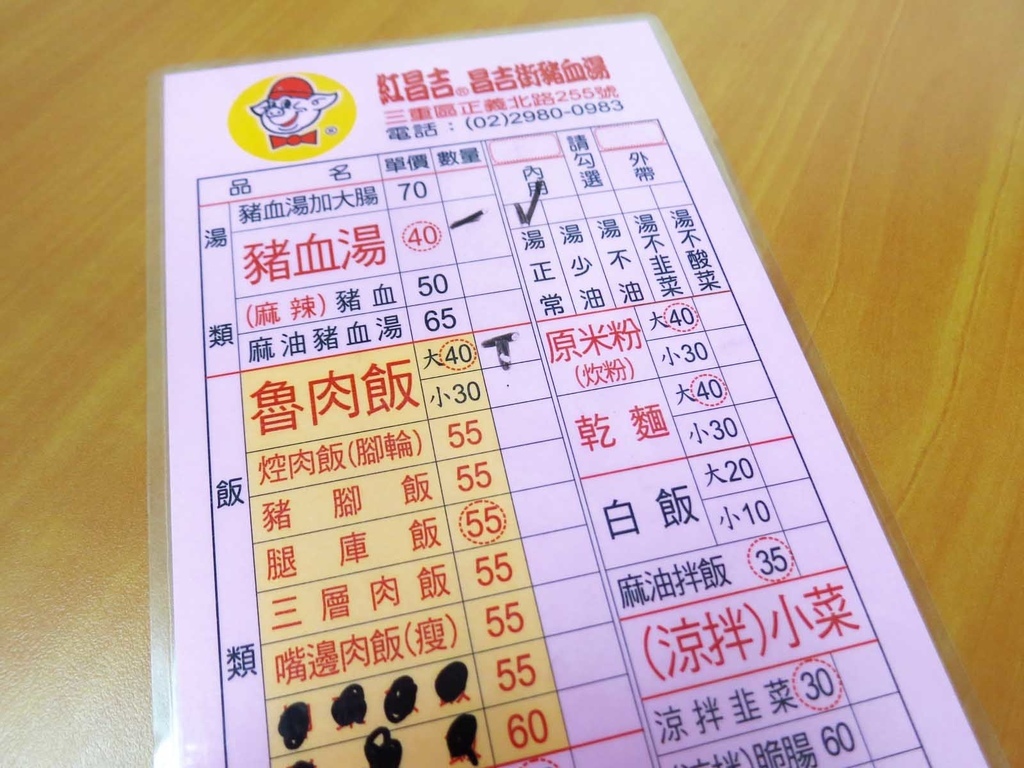 紅昌吉® 昌吉街豬血湯
三重區正義北路255號
電話：(02)2980-0983
品名 單價 數量
湯類
豬血湯加大腸 70
豬血湯 40 一
(麻辣)豬血 50
麻油豬血湯 65
飯類
魯肉飯 大40 T
小30
焢肉飯(腳輪) 55
豬腳飯 55
腿庫飯 55
三層肉飯 55
嘴邊肉飯(瘦) 55
55
60
內用 ✓ 請勾選 外帶
湯正常 湯少油 湯不油 湯不韭菜 湯不酸菜
原米粉(炊粉) 大40
小30
乾麵 大40
小30
白飯 大20
小10
麻油拌飯 35
(涼拌)小菜
涼拌韭菜 30
(涼拌)脆腸 60